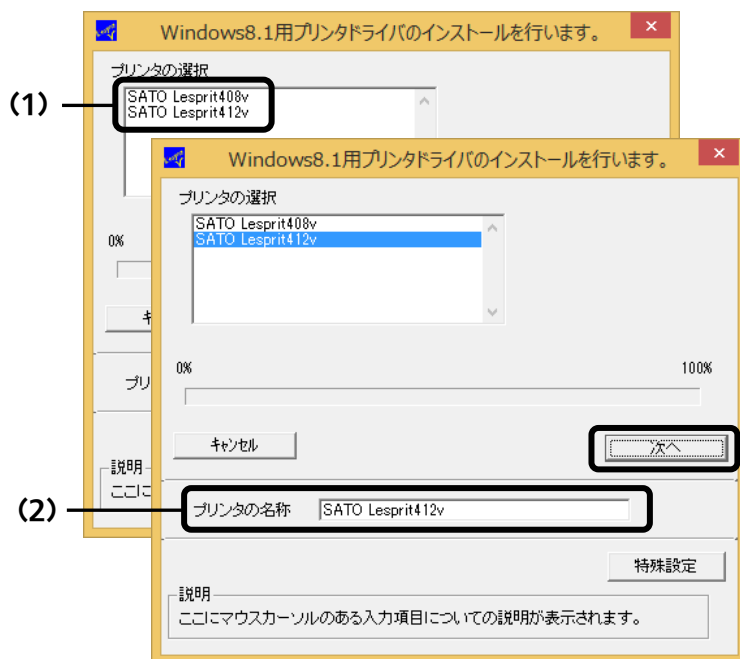 Windows8.1用プリンタドライバのインストールを行います。
プリンタの選択
(1)
SATO Lesprit408v
SATO Lesprit412v
0%
キ
プリ
説明
ここに
Windows8.1用プリンタドライバのインストールを行います。
プリンタの選択
SATO Lesprit408v
SATO Lesprit412v
0% 100%
キャンセル 次へ
(2)
プリンタの名称 SATO Lesprit412v
特殊設定
説明
ここにマウスカーソルのある入力項目についての説明が表示されます。